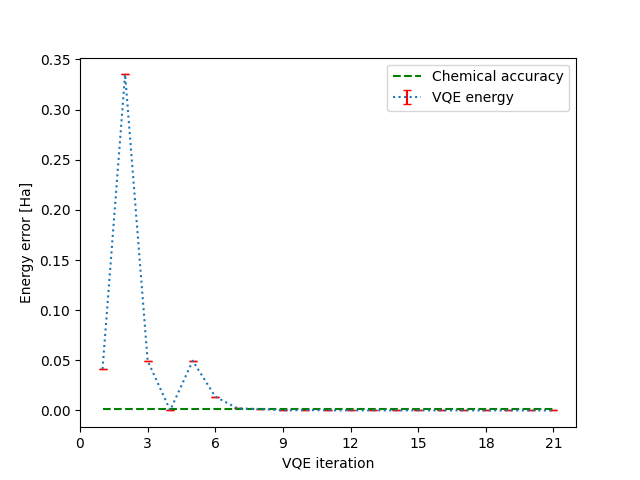 0.35
0.30
0.25
0.20
0.15
0.10
0.05
0.00
Energy error [Ha]
Chemical accuracy
VQE energy
0 3 6 9 12 15 18 21
VQE iteration